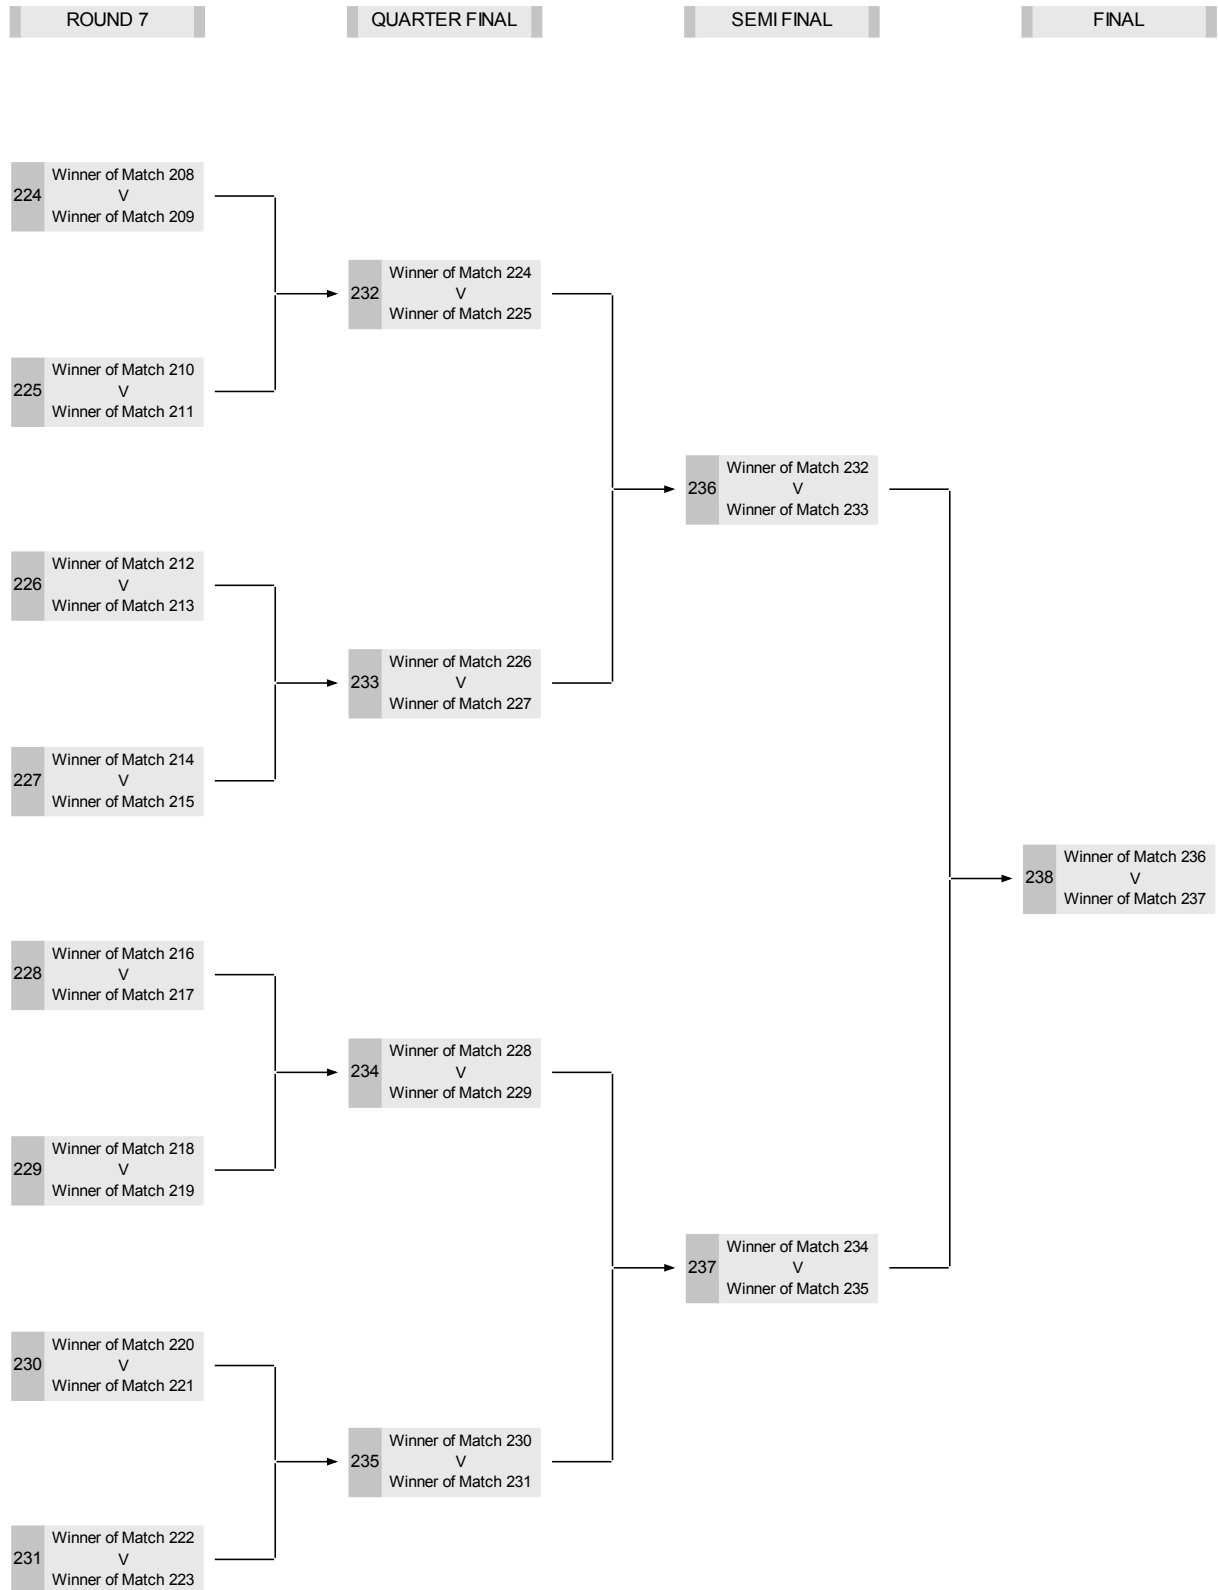 ROUND 7
QUARTER FINAL
SEMI FINAL
FINAL
Winner of Match 208
224
V
Winner of Match 209
Winner of Match 210
225
V
Winner of Match 211
Winner of Match 212
226
V
Winner of Match 213
Winner of Match 214
227
V
Winner of Match 215
Winner of Match 216
228
V
Winner of Match 217
Winner of Match 218
229
V
Winner of Match 219
Winner of Match 220
230
V
Winner of Match 221
Winner of Match 222
231
V
Winner of Match 223
Winner of Match 224
232
V
Winner of Match 225
Winner of Match 226
233
V
Winner of Match 227
Winner of Match 228
234
V
Winner of Match 229
Winner of Match 230
235
V
Winner of Match 231
Winner of Match 232
236
V
Winner of Match 233
Winner of Match 234
237
V
Winner of Match 235
Winner of Match 236
238
V
Winner of Match 237